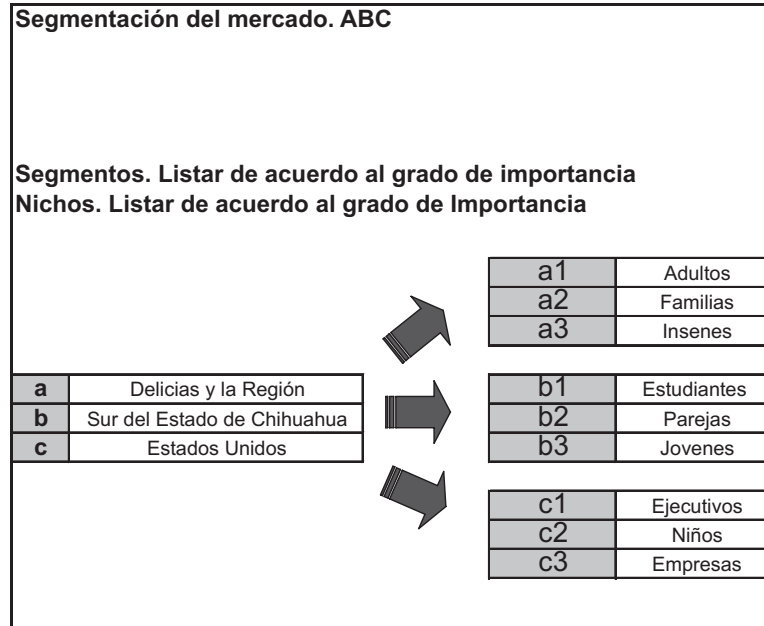 Segmentación del mercado. ABC
Segmentos. Listar de acuerdo al grado de importancia
Nichos. Listar de acuerdo al grado de Importancia
a1 Adultos
a2 Familias
a3 Insenes
a Delicias y la Región
b Sur del Estado de Chihuahua
c Estados Unidos
b1 Estudiantes
b2 Parejas
b3 Jovenes
c1 Ejecutivos
c2 Niños
c3 Empresas